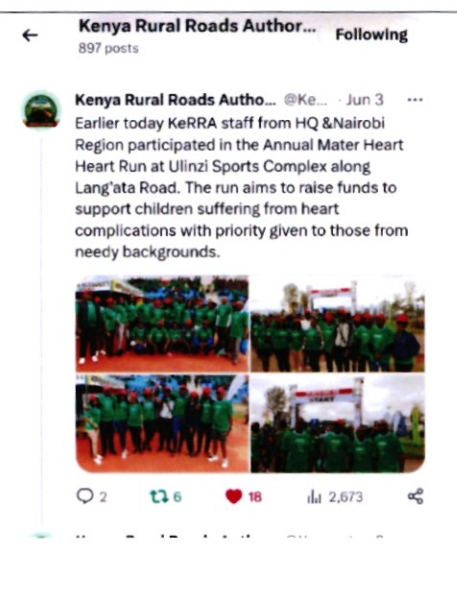 Kenya Rural Roads Author...
Following
897 posts
Kenya Rural Roads Autho... @Ke... · Jun 3 ...
Earlier today KeRRA staff from HQ &Nairobi
Region participated in the Annual Mater Heart
Heart Run at Ulinzi Sports Complex along
Lang'ata Road. The run aims to raise funds to
support children suffering from heart
complications with priority given to those from
needy backgrounds.
START
2 6 18 2,673